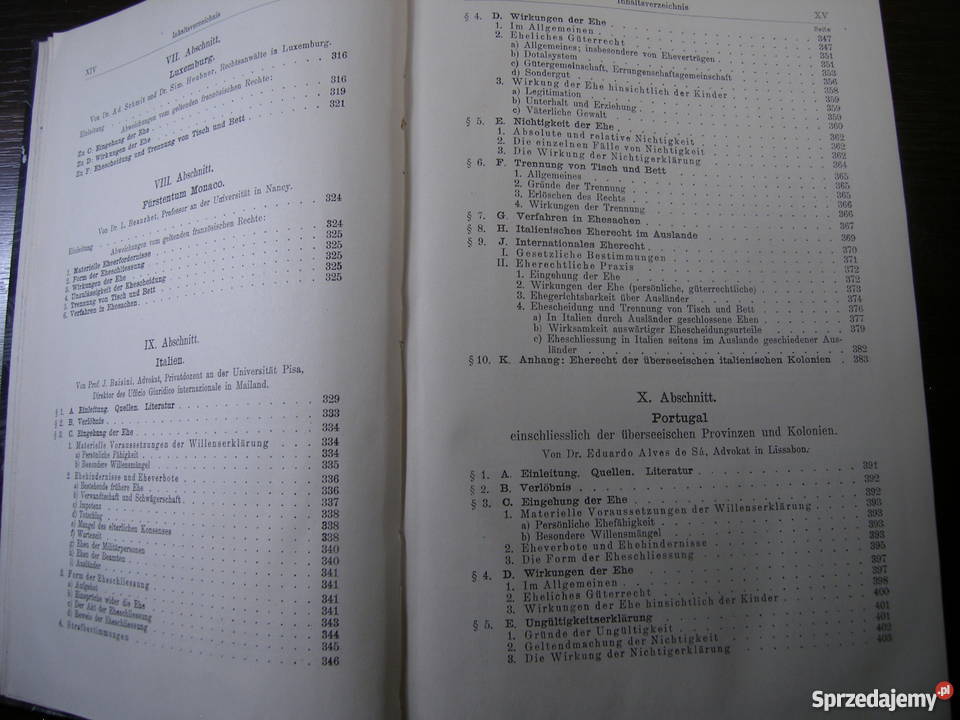 XIV
Inhaltsverzeichnis
VII. Abschnitt.
Luxemburg.
Von Dr. Ad. Schmit und Dr. Sim. Heubner, Rechtsanwälte in Luxemburg.
316
Einleitung
Abweichungen vom geltenden französischen Rechte:
Zu C: Eingehung der Ehe 316
Zu D: Wirkungen der Ehe 319
Zu F: Ehescheidung und Trennung von Tisch und Bett 321
VIII. Abschnitt.
Fürstentum Monaco.
Von Dr. L. Beauchet, Professor an der Universität in Nancy.
Einleitung 324
Abweichungen vom geltenden französischen Rechte:
1. Materielle Eheerfordernisse 324
2. Form der Eheschliessung 325
3. Wirkungen der Ehe 325
4. Unzulässigkeit der Ehescheidung 325
5. Trennung von Tisch und Bett 325
6. Verfahren in Ehesachen 325
IX. Abschnitt.
Italien.
Von Prof. J. Raisini, Advokat, Privatdozent an der Universität Pisa,
Direktor des Ufficio Giuridico internazionale in Mailand.
§ 1. A Einleitung. Quellen. Literatur 329
§ 2. B. Verlöbnis 333
§ 3. C. Eingehung der Ehe 334
1. Materielle Voraussetzungen der Willenserklärung 334
a) Persönliche Fähigkeit 334
b) Besondere Willensmängel 335
2. Ehehindernisse und Eheverbote 336
a) Bestehende frühere Ehe 336
b) Verwandtschaft und Schwägerschaft 337
c) Impotenz 338
d) Totschlag 338
e) Mangel des elterlichen Konsenses 338
f) Wartezeit 340
g) Ehen der Militärpersonen 340
h) Ehen der Beamten 341
i) Ausländer 341
3. Form der Eheschliessung 341
a) Aufgebot 341
b) Einsprüche wider die Ehe 343
c) Der Akt der Eheschliessung 344
d) Beweis der Eheschliessung 345
4. Strafbestimmungen 346
Inhaltsverzeichnis
XV
Seite
§ 4. D. Wirkungen der Ehe 347
1. Im Allgemeinen 347
2. Eheliches Güterrecht 351
a) Allgemeines; insbesondere von Eheverträgen 351
b) Dotalsystem 353
c) Gütergemeinschaft, Errungenschaftsgemeinschaft 356
d) Sondergut 358
3. Wirkung der Ehe hinsichtlich der Kinder 359
a) Legitimation 359
b) Unterhalt und Erziehung 359
c) Väterliche Gewalt 360
§ 5. E. Nichtigkeit der Ehe 362
1. Absolute und relative Nichtigkeit 362
2. Die einzelnen Fälle von Nichtigkeit 362
3. Die Wirkung der Nichtigerklärung 364
§ 6. F. Trennung von Tisch und Bett 365
1. Allgemeines 365
2. Gründe der Trennung 365
3. Erlöschen des Rechts 366
4. Wirkungen der Trennung 366
§ 7. G. Verfahren in Ehesachen 367
§ 8. H. Italienisches Eherecht im Auslande 369
§ 9. J. Internationales Eherecht 370
I. Gesetzliche Bestimmungen 371
II. Eherechtliche Praxis 372
1. Eingehung der Ehe 372
2. Wirkungen der Ehe (persönliche, güterrechtliche) 373
3. Ehegerichtsbarkeit über Ausländer 374
4. Ehescheidung und Trennung von Tisch und Bett 376
a) In Italien durch Ausländer geschlossene Ehen 377
b) Wirksamkeit auswärtiger Ehescheidungsurteile 379
c) Eheschliessung in Italien seitens im Auslande geschiedener Aus-
länder 382
§ 10. K. Anhang: Eherecht der überseeischen italienischen Kolonien 383
X. Abschnitt.
Portugal
einschliesslich der überseeischen Provinzen und Kolonien.
Von Dr. Eduardo Alves de Sá, Advokat in Lissabon.
§ 1. A. Einleitung. Quellen. Literatur 391
§ 2. B. Verlöbnis 392
§ 3. C. Eingehung der Ehe 392
1. Materielle Voraussetzungen der Willenserklärung 393
a) Persönliche Ehefähigkeit 393
b) Besondere Willensmängel 393
2. Eheverbote und Ehehindernisse 393
3. Die Form der Eheschliessung 395
§ 4. D. Wirkungen der Ehe 397
1. Im Allgemeinen 397
2. Eheliches Güterrecht 398
3. Wirkungen der Ehe hinsichtlich der Kinder 400
§ 5. E. Ungültigkeitserklärung 401
1. Gründe der Ungültigkeit 401
2. Geltendmachung der Nichtigkeit 402
3. Die Wirkung der Nichtigerklärung 403
Sprzedajemy.pl